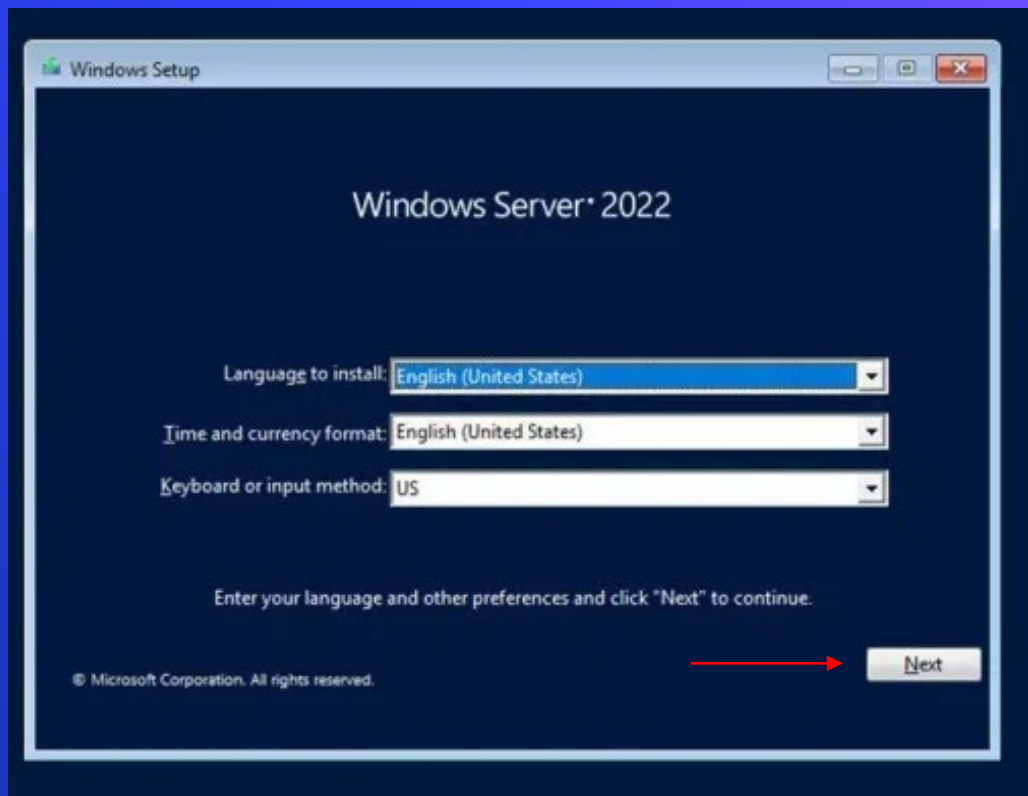 Windows Setup
Windows Server• 2022
Language to install: English (United States)
Time and currency format: English (United States)
Keyboard or input method: US
Enter your language and other preferences and click "Next" to continue.
Next
© Microsoft Corporation. All rights reserved.